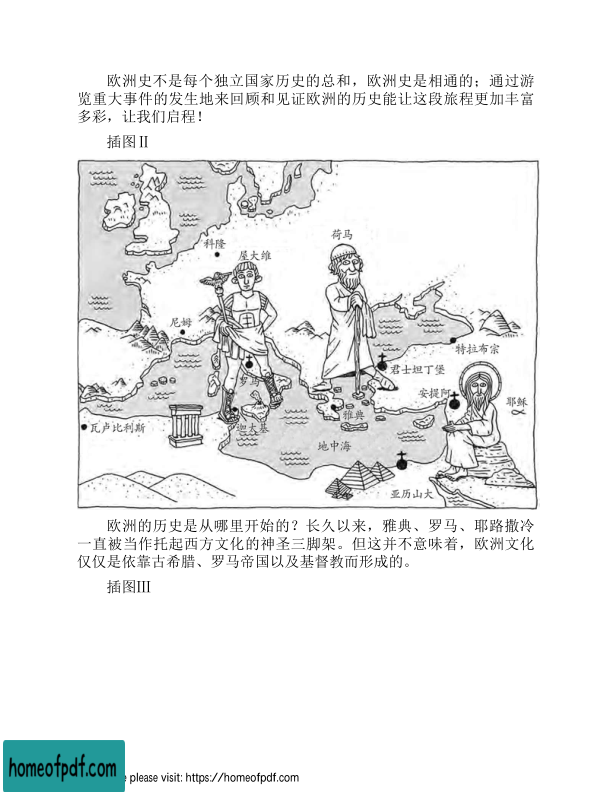 欧洲史不是每个独立国家历史的总和，欧洲史是相通的；通过游
览重大事件的发生地来回顾和见证欧洲的历史能让这段旅程更加丰富
多彩，让我们启程！
插图Ⅱ
荷马
科隆
屋大维
尼姆
特拉布宗
君士坦丁堡
罗马
安提阿
耶稣
雅典
瓦卢比利斯
迦太基
地中海
亚历山大
欧洲的历史是从哪里开始的？长久以来，雅典、罗马、耶路撒冷
一直被当作托起西方文化的神圣三脚架。但这并不意味着，欧洲文化
仅仅是依靠古希腊、罗马帝国以及基督教而形成的。
插图Ⅲ
homeofpdf.com
e please visit: https://homeofpdf.com